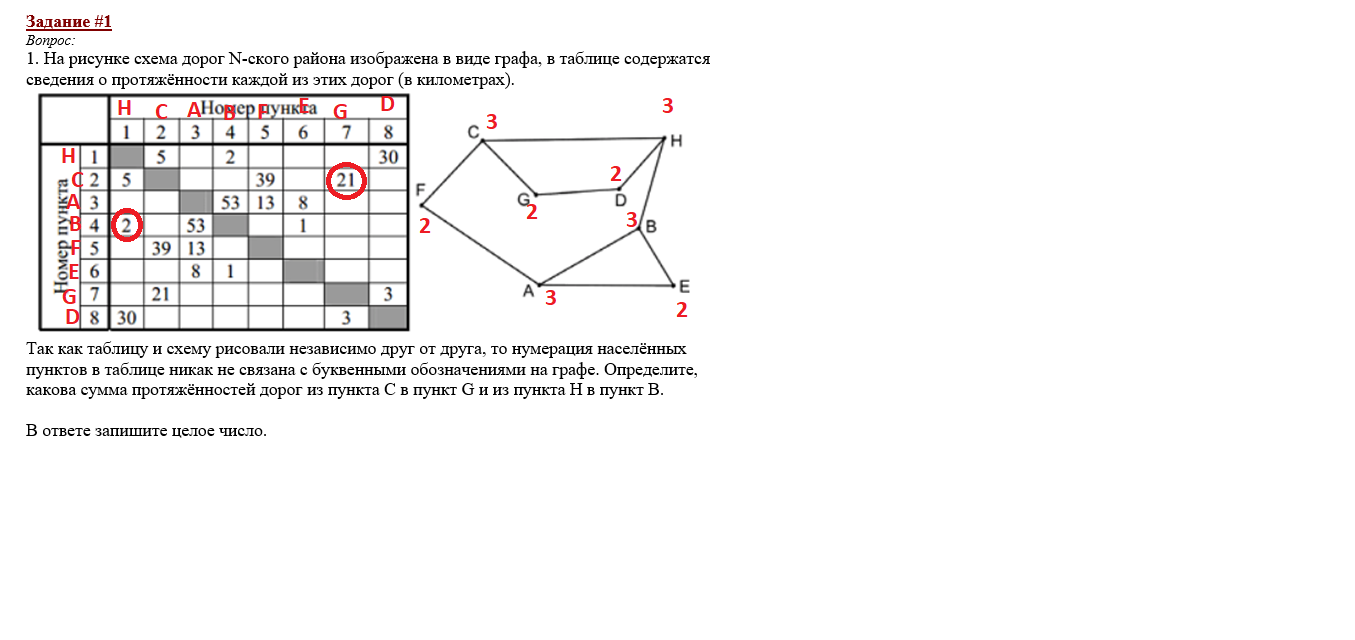 Задание #1
Вопрос:
1. На рисунке схема дорог N-ского района изображена в виде графа, в таблице содержатся
сведения о протяжённости каждой из этих дорог (в километрах).
Номер пункта
H C A B F E G D
1 2 3 4 5 6 7 8
Номер пункта
H 1 5 2 30
C 2 5 39 21
A 3 53 13 8
B 4 2 53 1
F 5 39 13
E 6 8 1
G 7 21 3
D 8 30 3
3
C 3
H
2
F
G D
2
2
3 B
A 3
E
2
Так как таблицу и схему рисовали независимо друг от друга, то нумерация населённых
пунктов в таблице никак не связана с буквенными обозначениями на графе. Определите,
какова сумма протяжённостей дорог из пункта C в пункт G и из пункта H в пункт B.
В ответе запишите целое число.